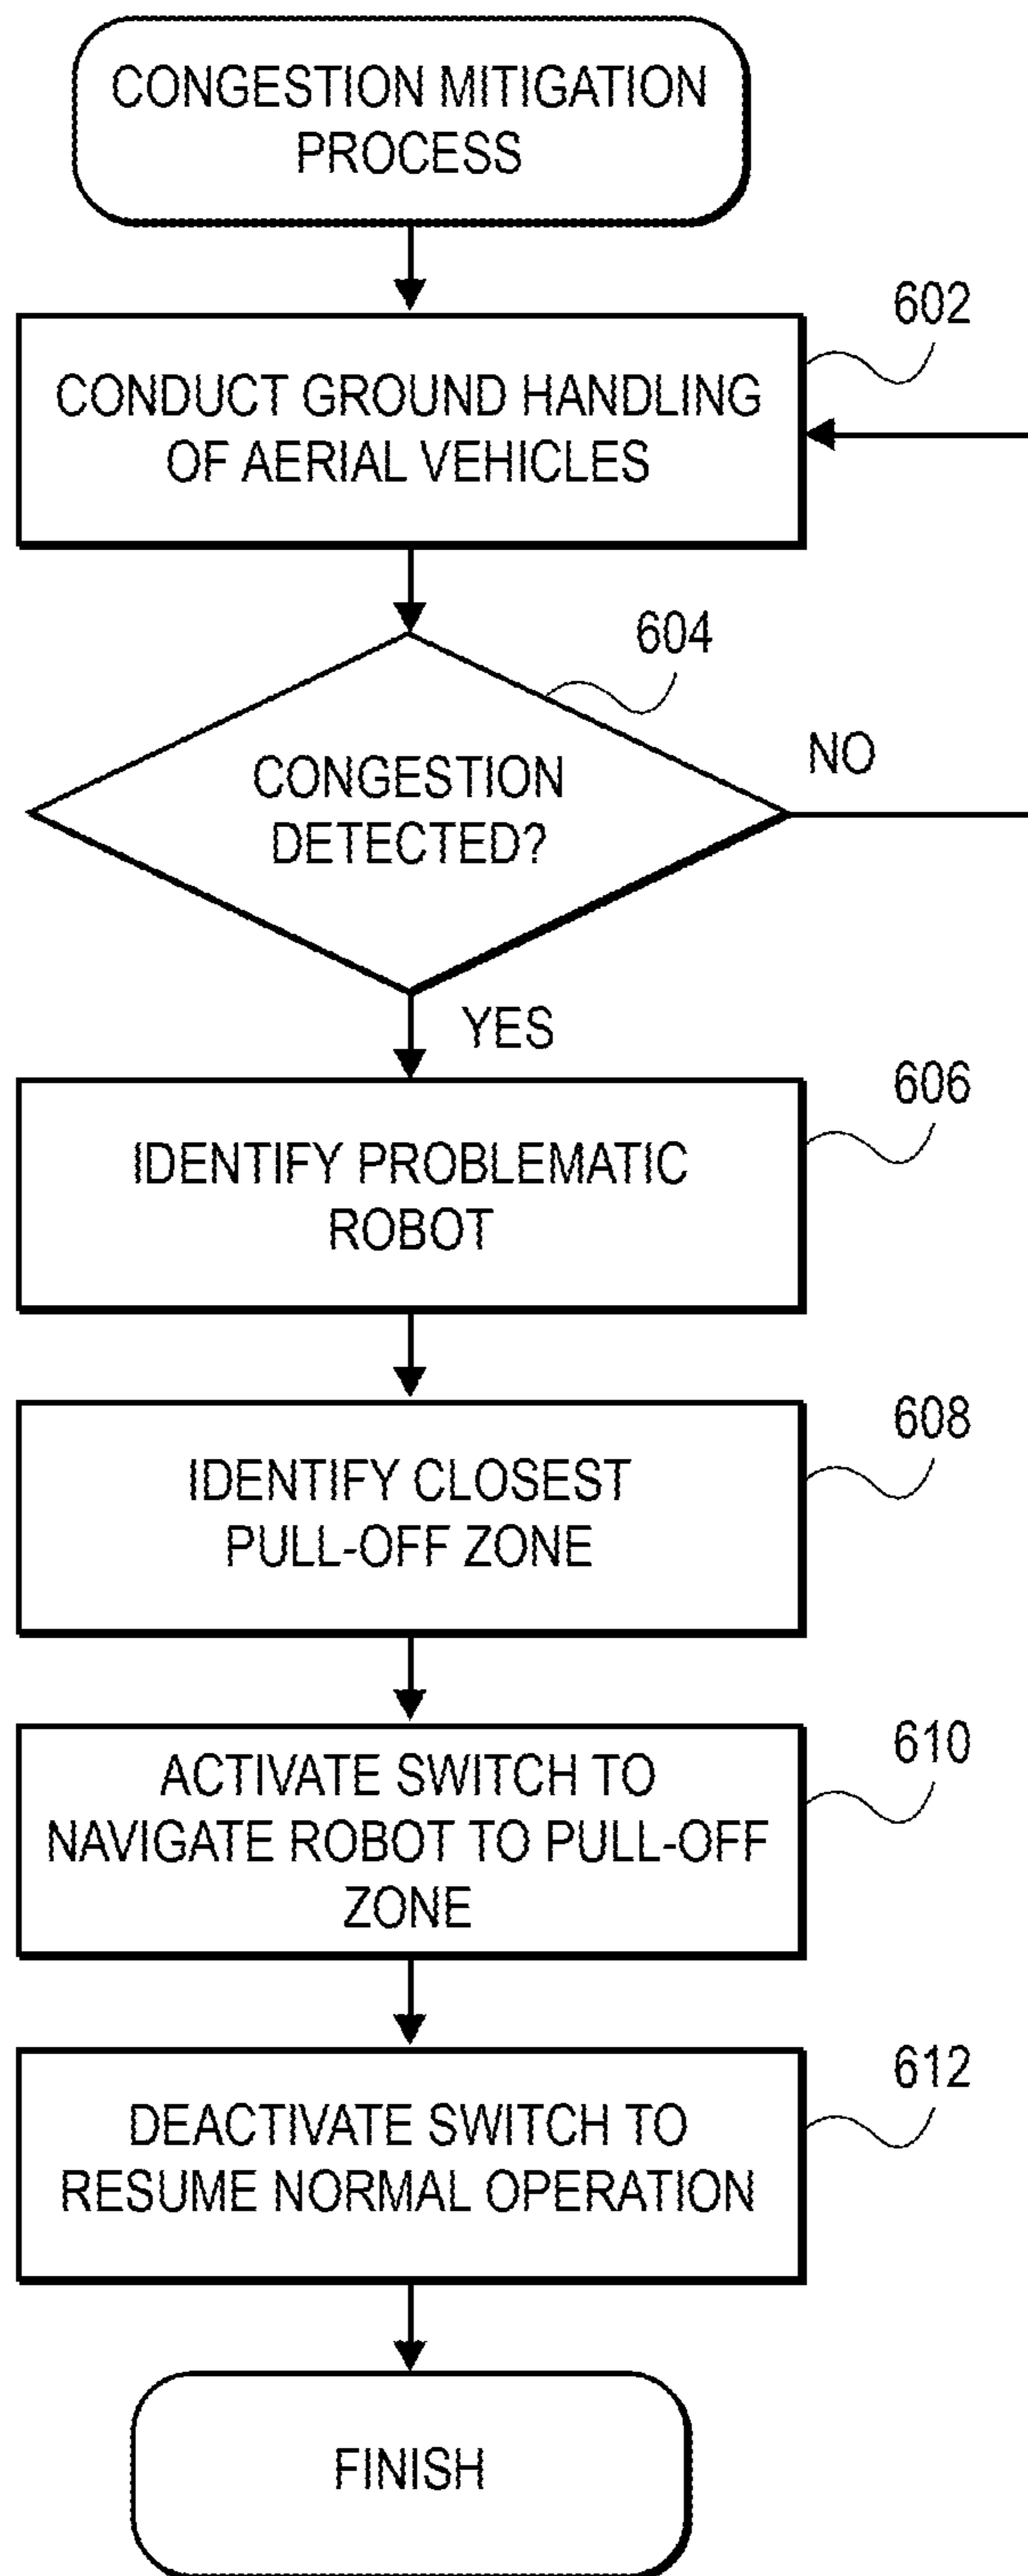 CONGESTION MITIGATION
PROCESS
602
CONDUCT GROUND HANDLING
OF AERIAL VEHICLES
604
NO
CONGESTION
DETECTED?
YES
606
IDENTIFY PROBLEMATIC
ROBOT
608
IDENTIFY CLOSEST
PULL-OFF ZONE
610
ACTIVATE SWITCH TO
NAVIGATE ROBOT TO PULL-OFF
ZONE
612
DEACTIVATE SWITCH TO
RESUME NORMAL OPERATION
FINISH